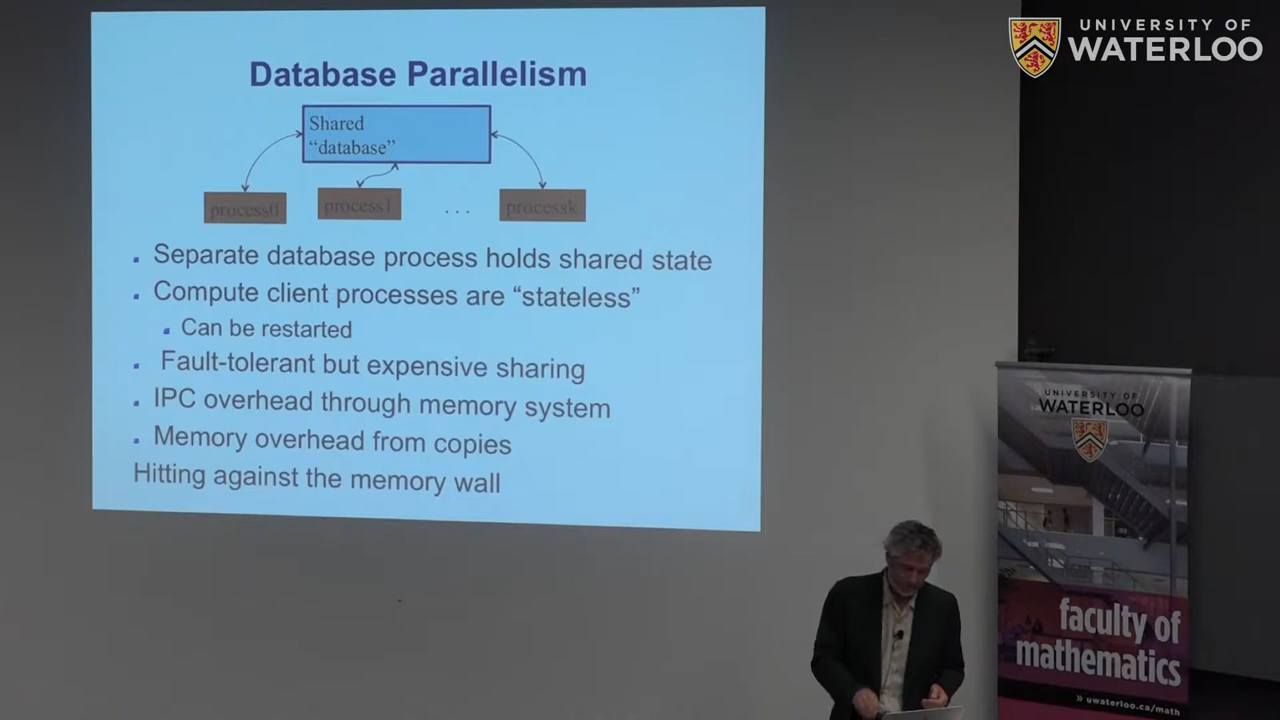 UNIVERSITY OF
WATERLOO
Database Parallelism
Shared
“database”
process0
process1
. . .
processk
Separate database process holds shared state
Compute client processes are “stateless”
Can be restarted
Fault-tolerant but expensive sharing
IPC overhead through memory system
Memory overhead from copies
Hitting against the memory wall
UNIVERSITY OF
WATERLOO
faculty of
mathematics
» uwaterloo.ca/math